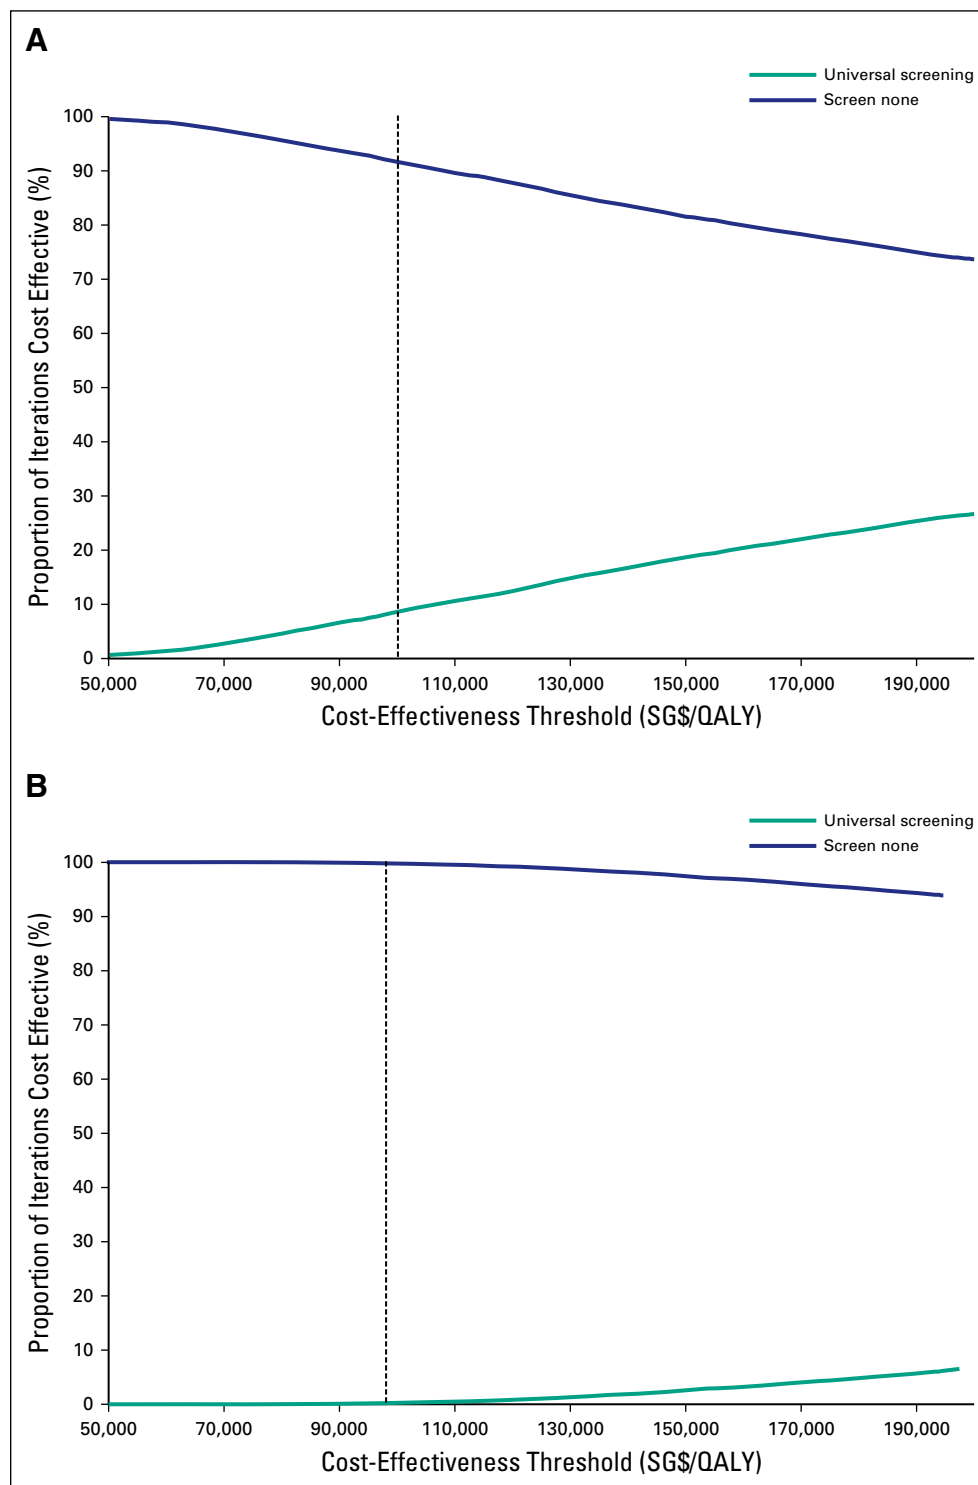 A
Universal screening
Screen none
Proportion of Iterations Cost Effective (%)
100
90
80
70
60
50
40
30
20
10
0
50,000 70,000 90,000 110,000 130,000 150,000 170,000 190,000
Cost-Effectiveness Threshold (SG$/QALY)
B
Universal screening
Screen none
Proportion of Iterations Cost Effective (%)
100
90
80
70
60
50
40
30
20
10
0
50,000 70,000 90,000 110,000 130,000 150,000 170,000 190,000
Cost-Effectiveness Threshold (SG$/QALY)